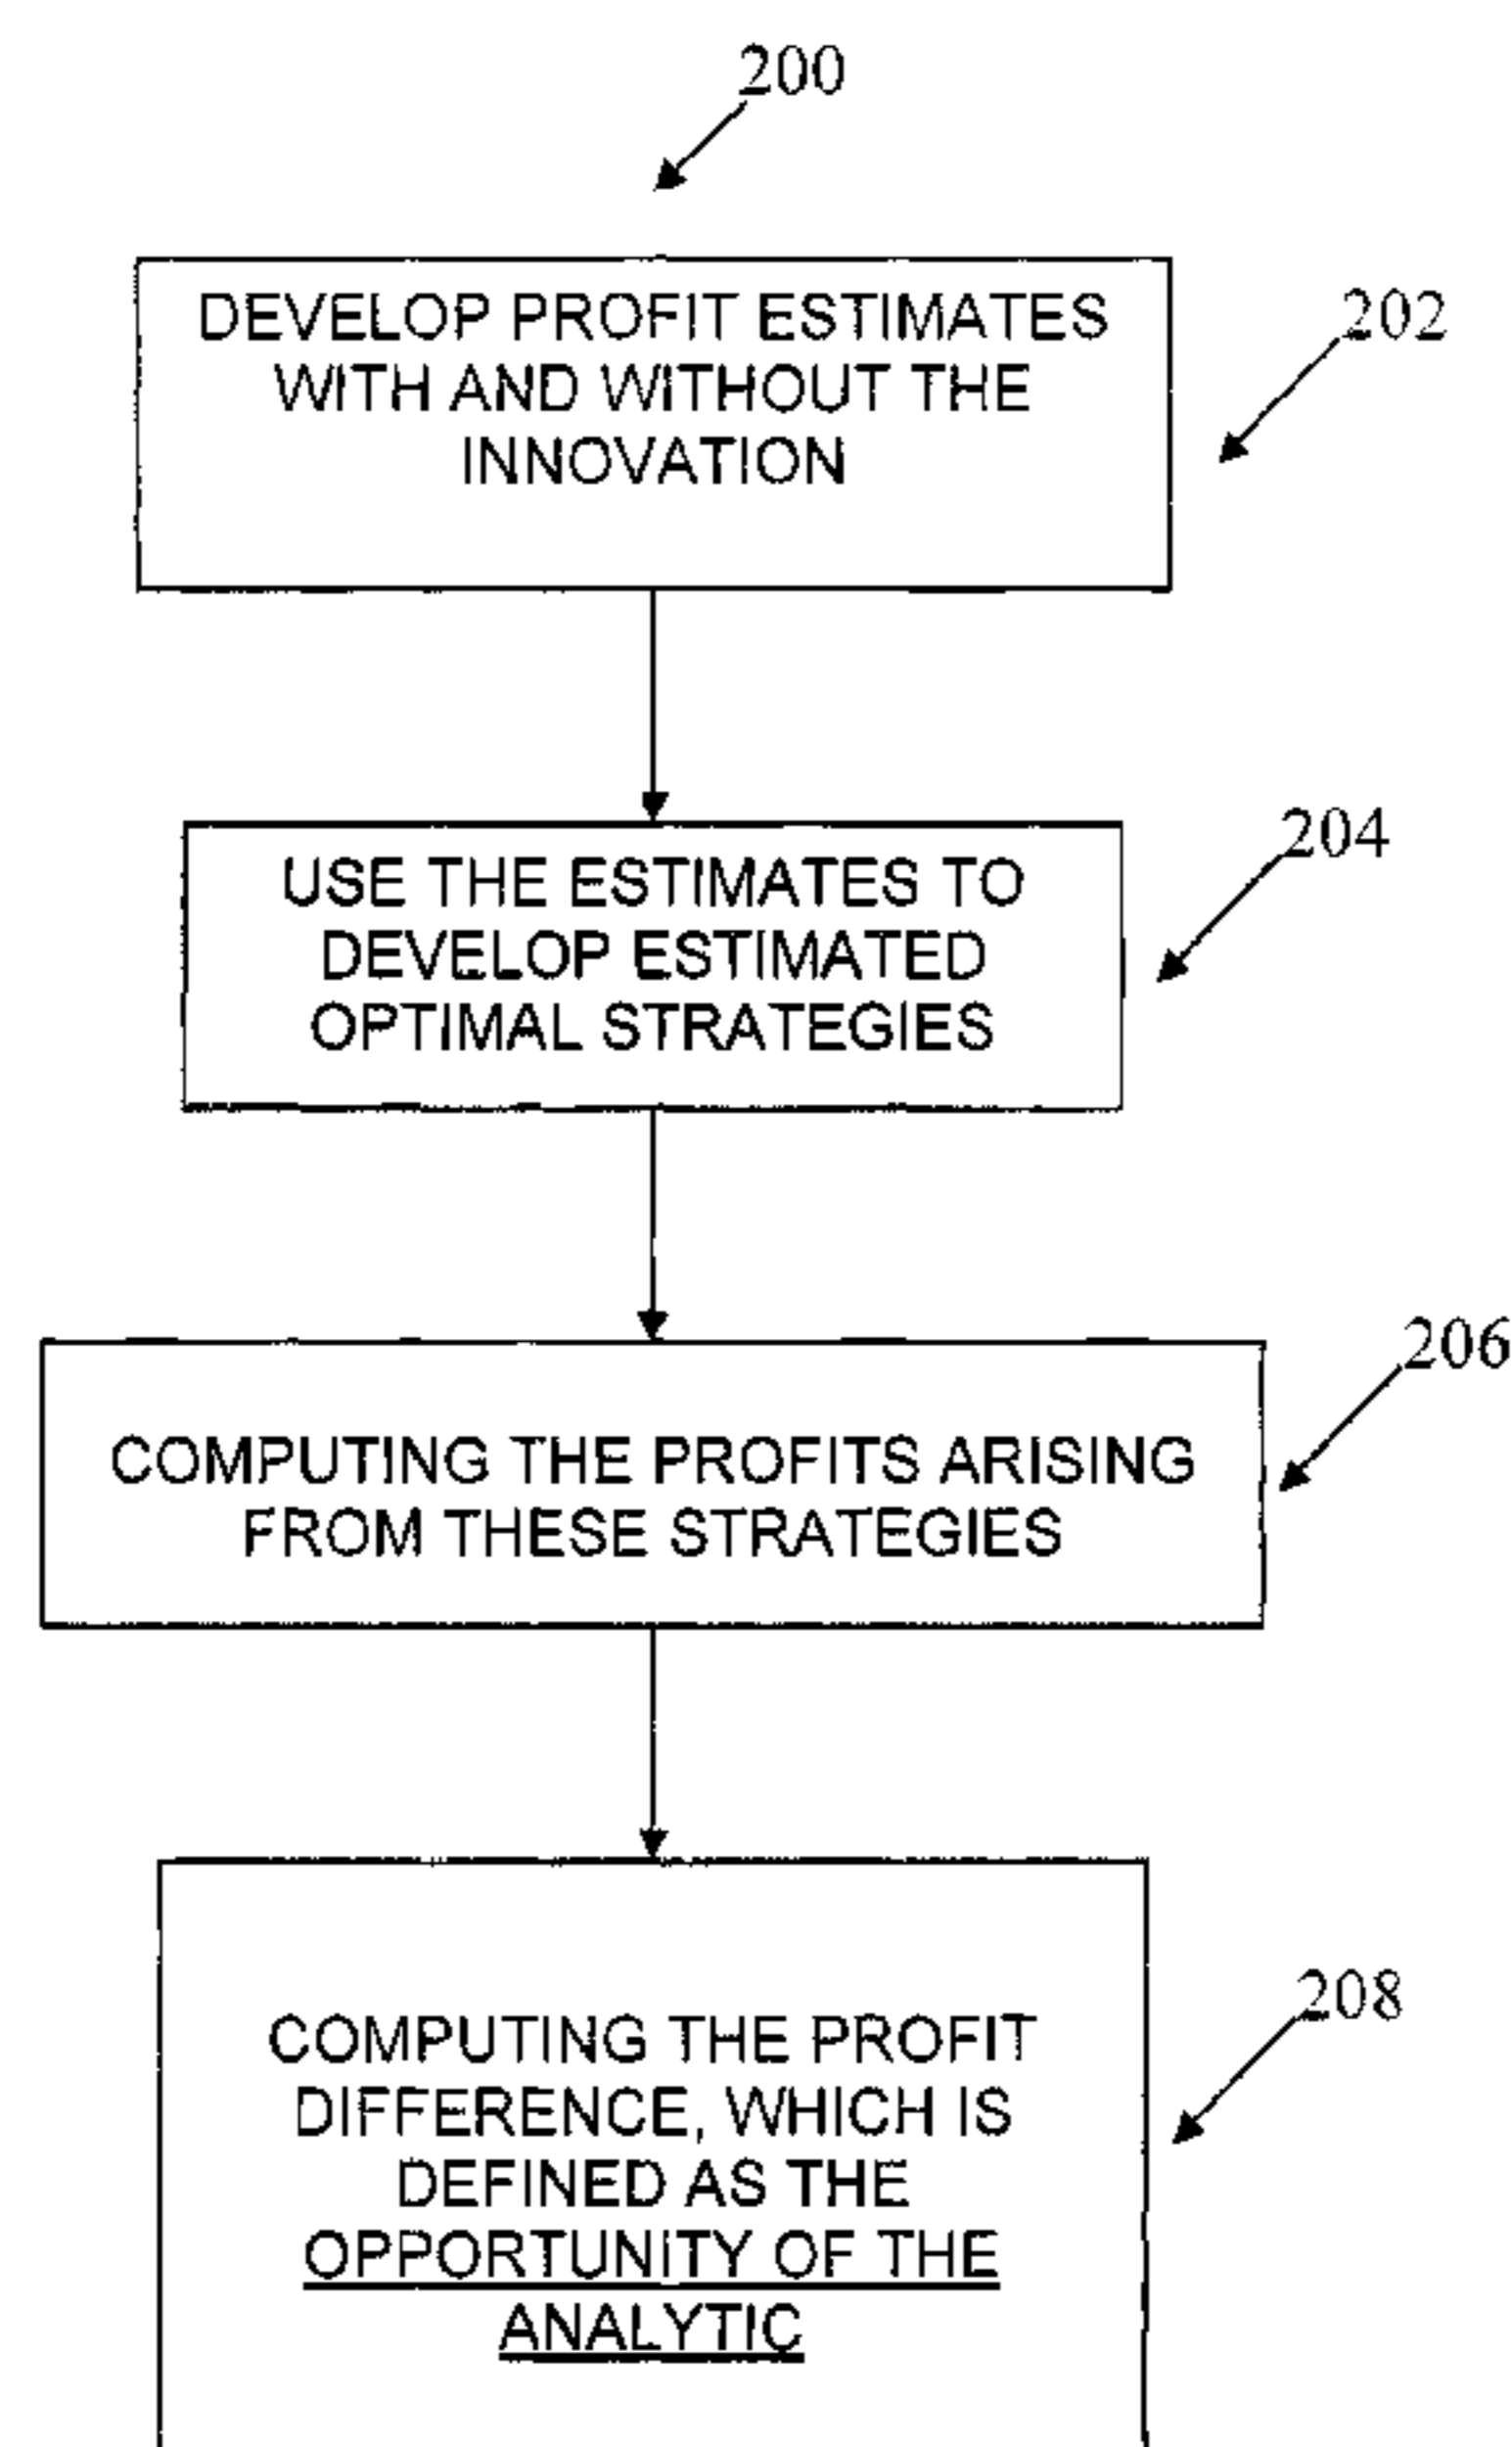 200
DEVELOP PROFIT ESTIMATES
WITH AND WITHOUT THE
INNOVATION
202
USE THE ESTIMATES TO
DEVELOP ESTIMATED
OPTIMAL STRATEGIES
204
COMPUTING THE PROFITS ARISING
FROM THESE STRATEGIES
206
COMPUTING THE PROFIT
DIFFERENCE, WHICH IS
DEFINED AS THE
OPPORTUNITY OF THE
ANALYTIC
208